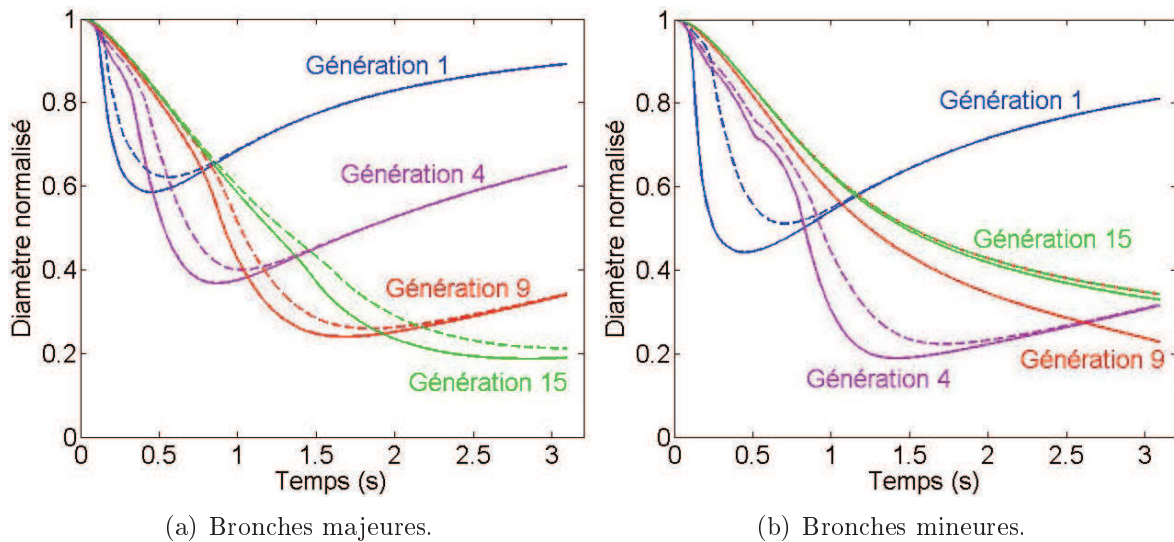 Diamètre normalisé
1
0.8
0.6
0.4
0.2
0
Génération 1
Génération 4
Génération 9
Génération 15
0 0.5 1 1.5 2 2.5 3
Temps (s)
(a) Bronches majeures.
Diamètre normalisé
1
0.8
0.6
0.4
0.2
0
Génération 1
Génération 15
Génération 9
Génération 4
0 0.5 1 1.5 2 2.5 3
Temps (s)
(b) Bronches mineures.